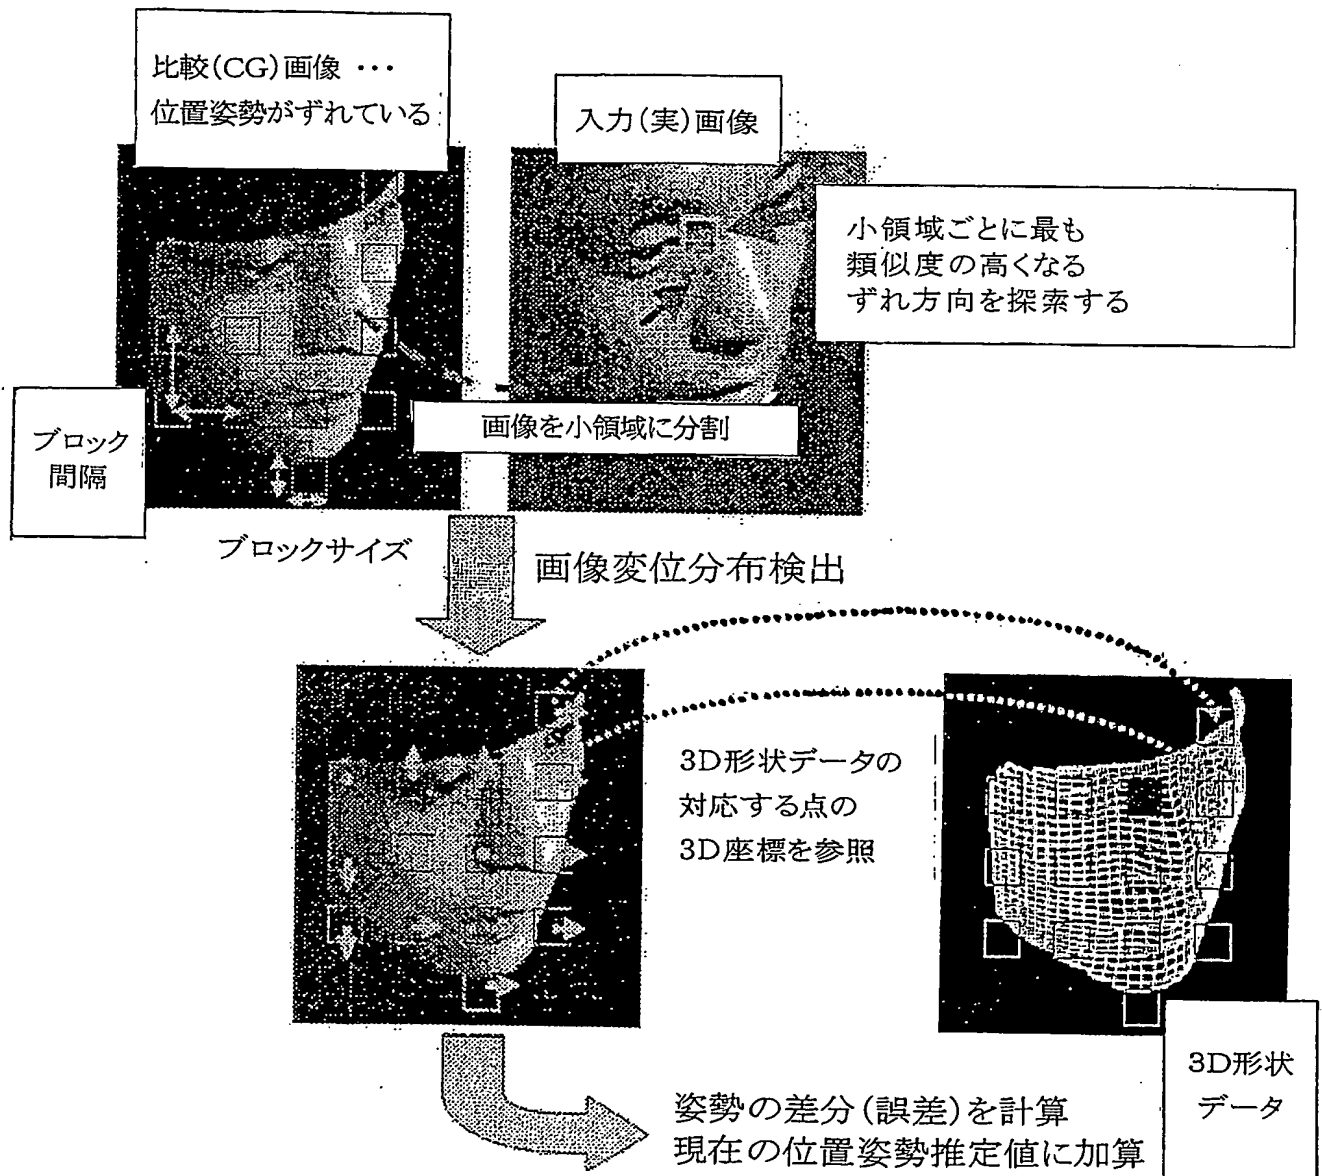 比較(CG)画像 ・・・
位置姿勢がずれている
入力(実)画像
小領域ごとに最も
類似度の高くなる
ずれ方向を探索する
ブロック
間隔
画像を小領域に分割
ブロックサイズ
画像変位分布検出
3D形状データの
対応する点の
3D座標を参照
3D形状
データ
姿勢の差分(誤差)を計算
現在の位置姿勢推定値に加算